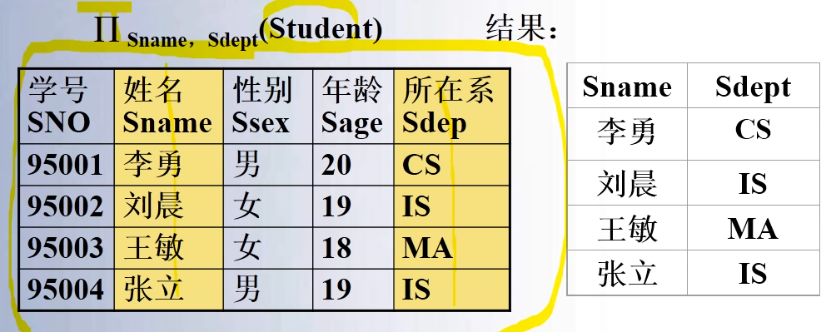 Π Sname, Sdept(Student) 结果：
学号 姓名 性别 年龄 所在系
SNO Sname Ssex Sage Sdep
95001 李勇 男 20 CS
95002 刘晨 女 19 IS
95003 王敏 女 18 MA
95004 张立 男 19 IS
Sname Sdept
李勇 CS
刘晨 IS
王敏 MA
张立 IS